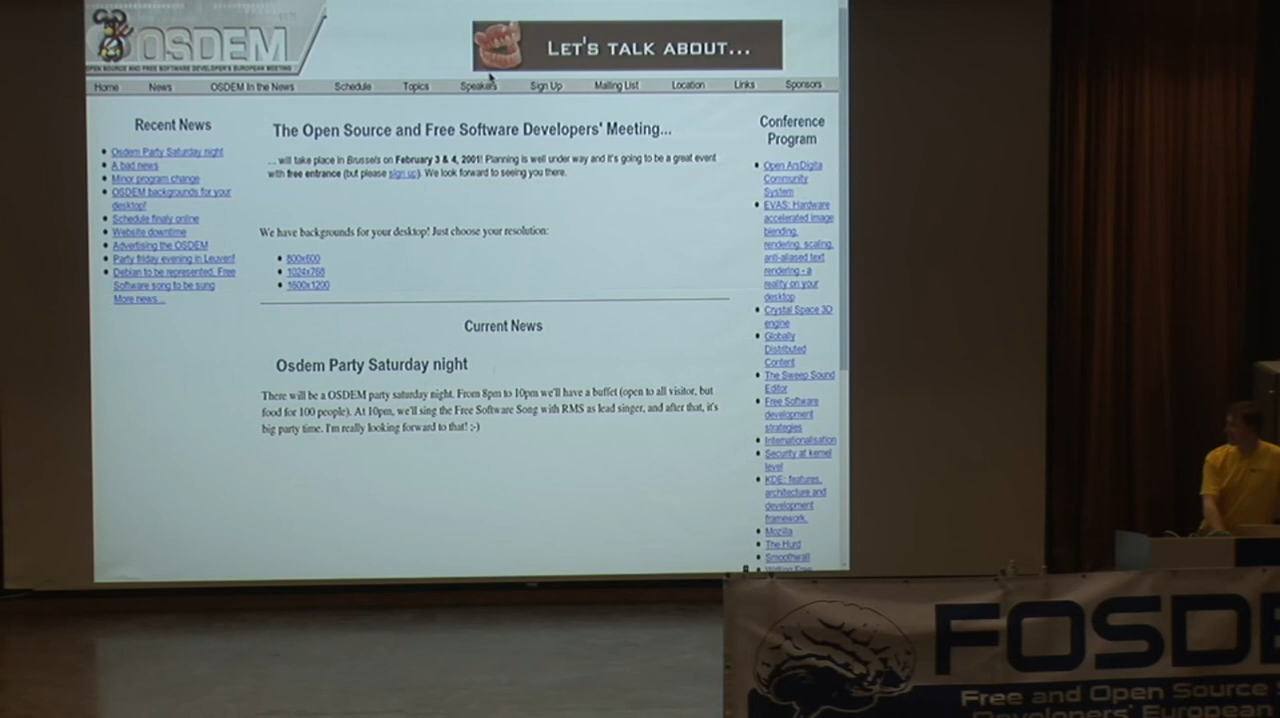 OSDEM
OPEN SOURCE AND FREE SOFTWARE DEVELOPER'S EUROPEAN MEETING
LET'S TALK ABOUT...
Home News OSDEM In the News Schedule Topics Speakers Sign Up Mailing List Location Links Sponsors
Recent News
Osdem Party Saturday night
A bad news
Minor program change
OSDEM backgrounds for your
desktop!
Schedule finaly online
Website downtime
Advertising the OSDEM
Party friday evening in Leuven!
Debian to be represented, Free
Software song to be sung
More news...
The Open Source and Free Software Developers' Meeting...
... will take place in Brussels on February 3 & 4, 2001! Planning is well under way and it's going to be a great event
with free entrance (but please sign up). We look forward to seeing you there.
We have backgrounds for your desktop! Just choose your resolution:
800x600
1024x768
1600x1200
Current News
Osdem Party Saturday night
There will be a OSDEM party saturday night. From 8pm to 10pm we'll have a buffet (open to all visitor, but
food for 100 people). At 10pm, we'll sing the Free Software Song with RMS as lead singer, and after that, it's
big party time. I'm really looking forward to that! :-)
Conference
Program
Open ArsDigita
Community
System
EVAS: Hardware
accelerated image
blending,
rendering, scaling,
anti-aliased text
rendering - a
reality on your
desktop
Crystal Space 3D
engine
Globally
Distributed
Content
The Sweep Sound
Editor
Free Software
development
strategies
Internationalisation
Security at kernel
level
KDE: features,
architecture and
development
framework.
Mozilla
The Hurd
Smoothwall
Writing Free
FOSDE
Free and Open Source
Developers' European